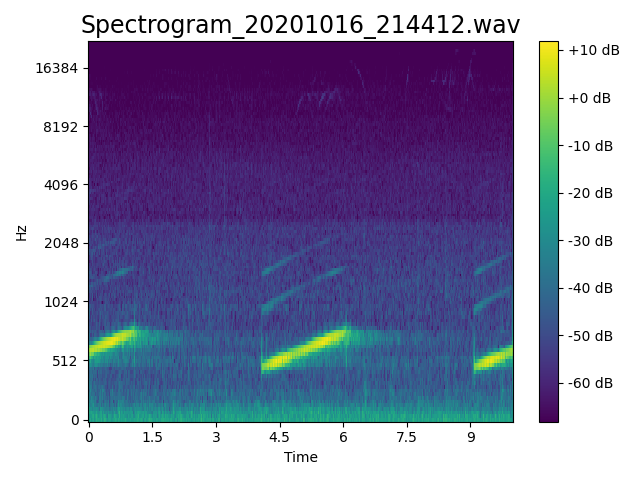 Spectrogram_20201016_214412.wav
16384
8192
4096
2048
1024
512
0
Hz
0 1.5 3 4.5 6 7.5 9
Time
+10 dB
+0 dB
-10 dB
-20 dB
-30 dB
-40 dB
-50 dB
-60 dB